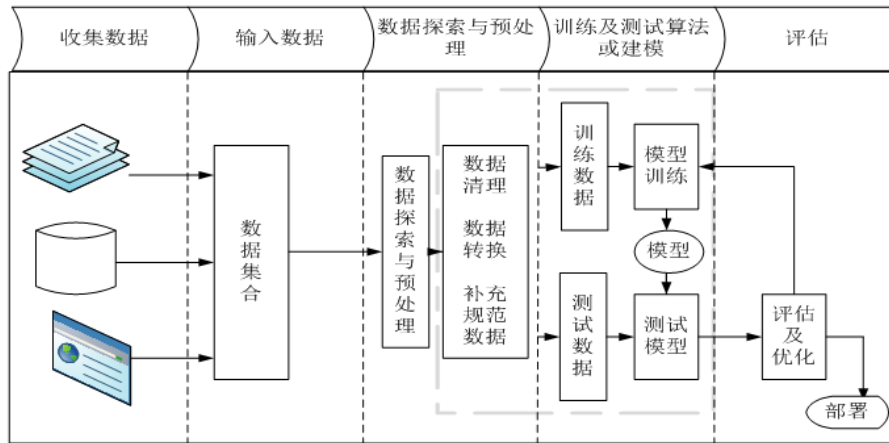 收集数据
输入数据
数据探索与预处
理
训练及测试算法
或建模
评估
数据集合
数据探索与预处理
数据
清理
数据
转换
补充
规范
数据
训练数据
模型
训练
模型
测试数据
测试
模型
评估
及
优化
部署